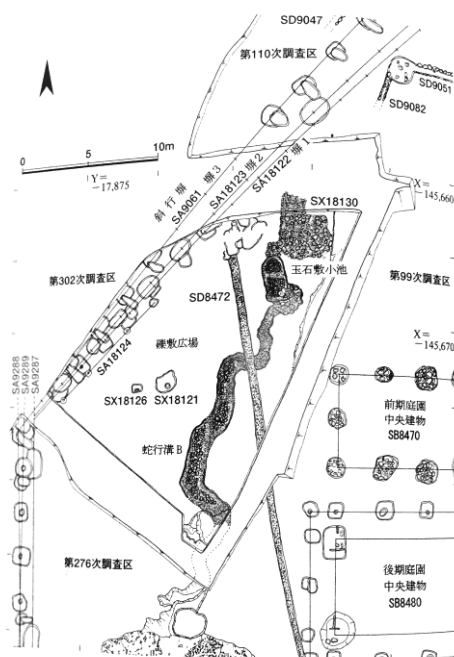 SD9047
第110次調査区
SD9051
SD9082
0 5 10m
Y=
-17,875
斜行塀 塀3
SA9061
SA18123 塀2
SA18122 塀1
X=
-145,660
SX18130
玉石敷小池
第302次調査区
SD8472
第99次調査区
SA18124
礫敷広場
X=
-145,670
SA9288
SA9289
SA9287
SX18126
SX18121
前期庭園
中央建物
SB8470
蛇行溝B
第276次調査区
後期庭園
中央建物
SB8480